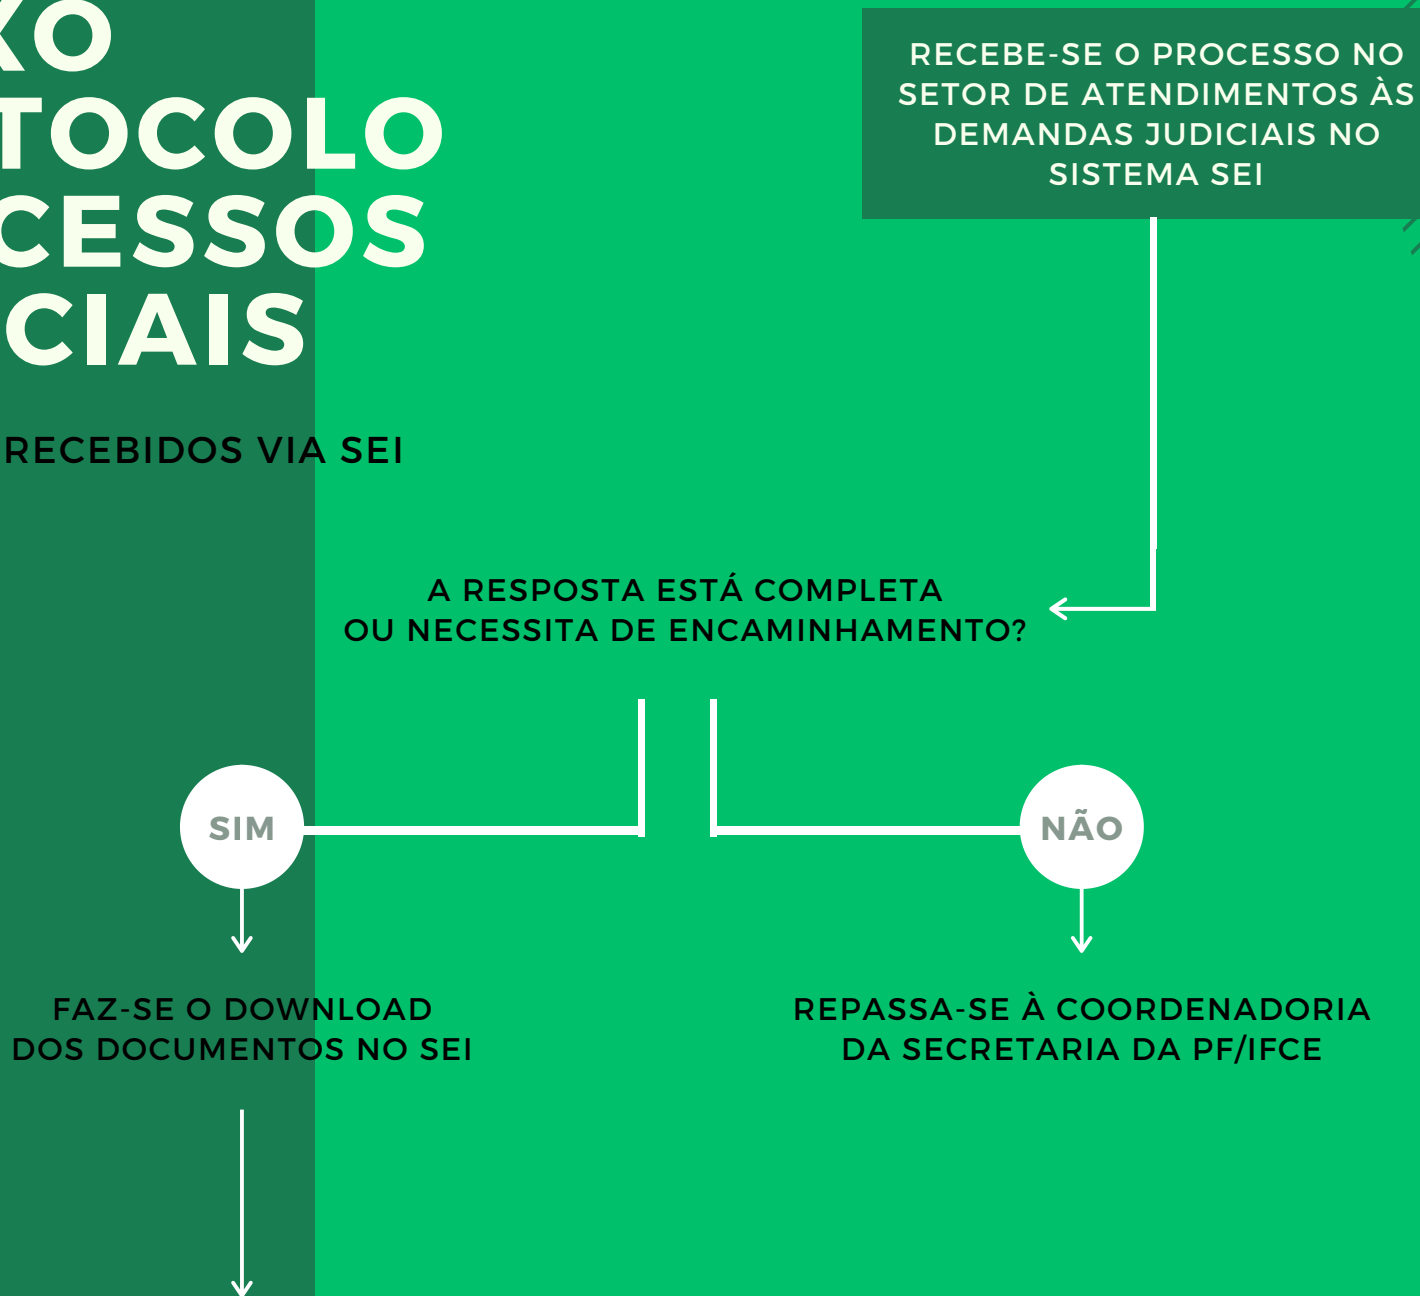 XO
TOCOLO
CESSOS
CIAIS
RECEBIDOS VIA SEI
RECEBE-SE O PROCESSO NO
SETOR DE ATENDIMENTOS ÀS
DEMANDAS JUDICIAIS NO
SISTEMA SEI
A RESPOSTA ESTÁ COMPLETA
OU NECESSITA DE ENCAMINHAMENTO?
SIM
NÃO
FAZ-SE O DOWNLOAD
DOS DOCUMENTOS NO SEI
REPASSA-SE À COORDENADORIA
DA SECRETARIA DA PF/IFCE